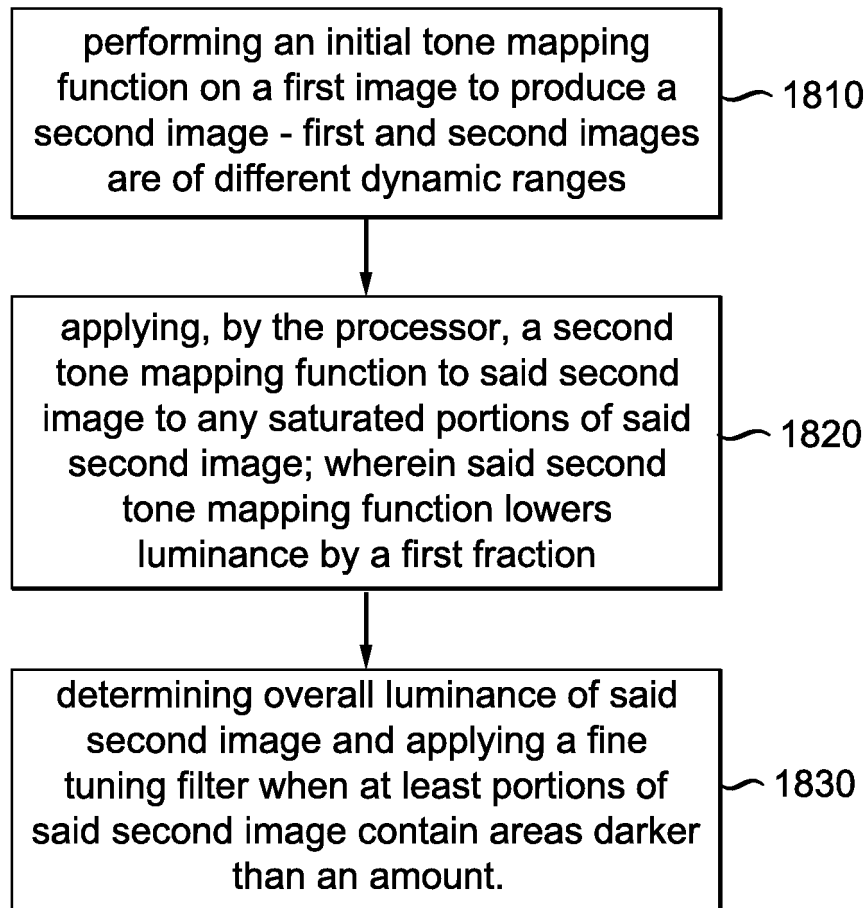 performing an initial tone mapping
function on a first image to produce a
second image - first and second images
are of different dynamic ranges
1810
applying, by the processor, a second
tone mapping function to said second
image to any saturated portions of said
second image; wherein said second
tone mapping function lowers
luminance by a first fraction
1820
determining overall luminance of said
second image and applying a fine
tuning filter when at least portions of
said second image contain areas darker
than an amount.
1830